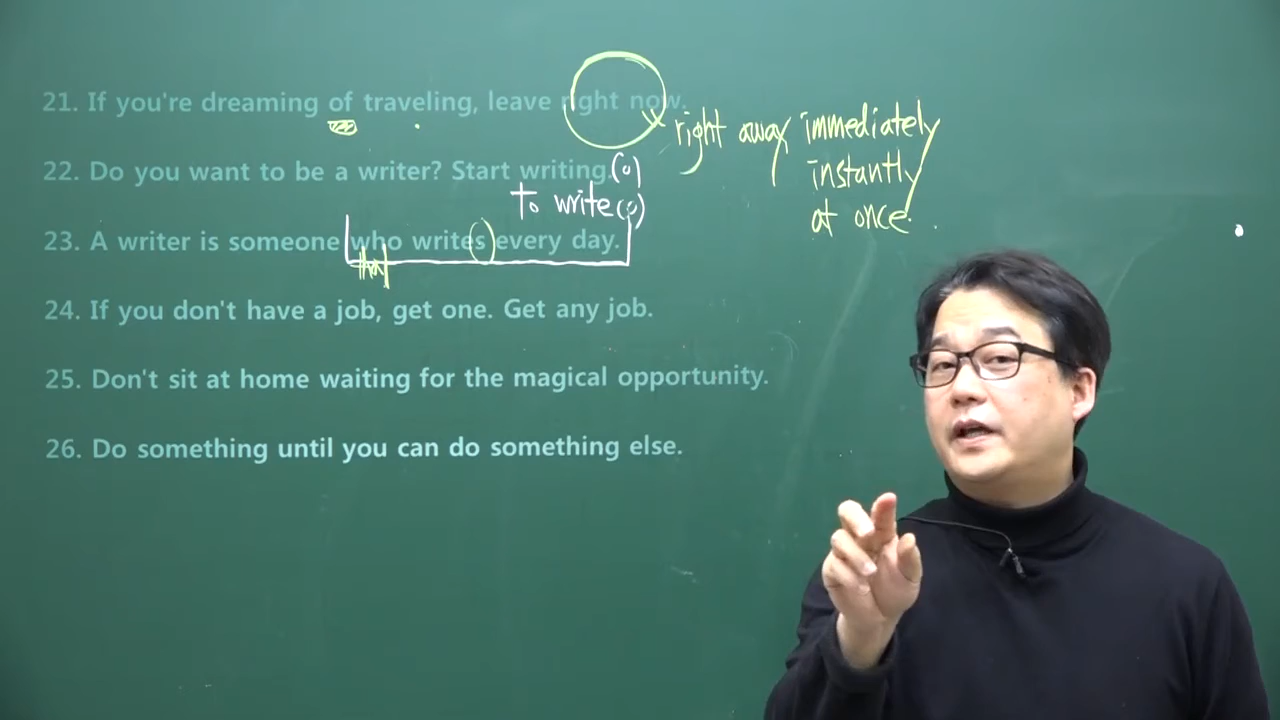 21. If you're dreaming of traveling, leave right now.
right away immediately
22. Do you want to be a writer? Start writing. (o)
instantly
to write (o)
at once.
23. A writer is someone who writes every day.
that
24. If you don't have a job, get one. Get any job.
25. Don't sit at home waiting for the magical opportunity.
26. Do something until you can do something else.